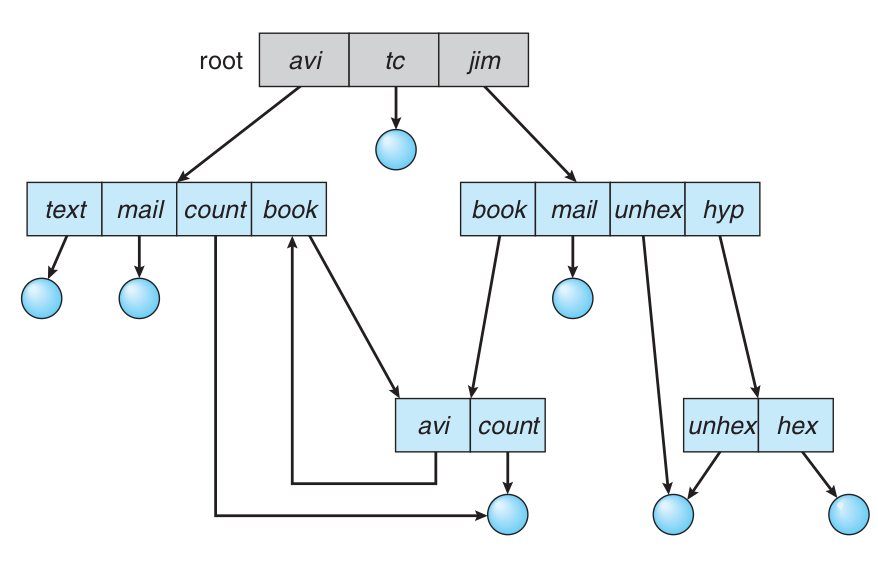 root avi tc jim
text mail count book
book mail unhex hyp
avi count
unhex hex